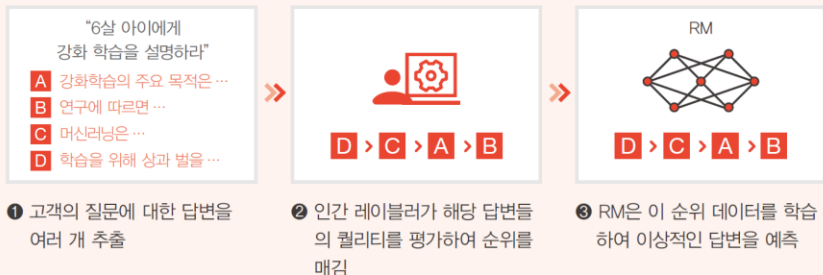 “6살 아이에게
강화 학습을 설명하라”
A 강화학습의 주요 목적은 …
B 연구에 따르면 …
C 머신러닝은 …
D 학습을 위해 상과 벌을 …
❶ 고객의 질문에 대한 답변을
여러 개 추출
D > C > A > B
❷ 인간 레이블러가 해당 답변들
의 퀄리티를 평가하여 순위를
매김
RM
D > C > A > B
❸ RM은 이 순위 데이터를 학습
하여 이상적인 답변을 예측